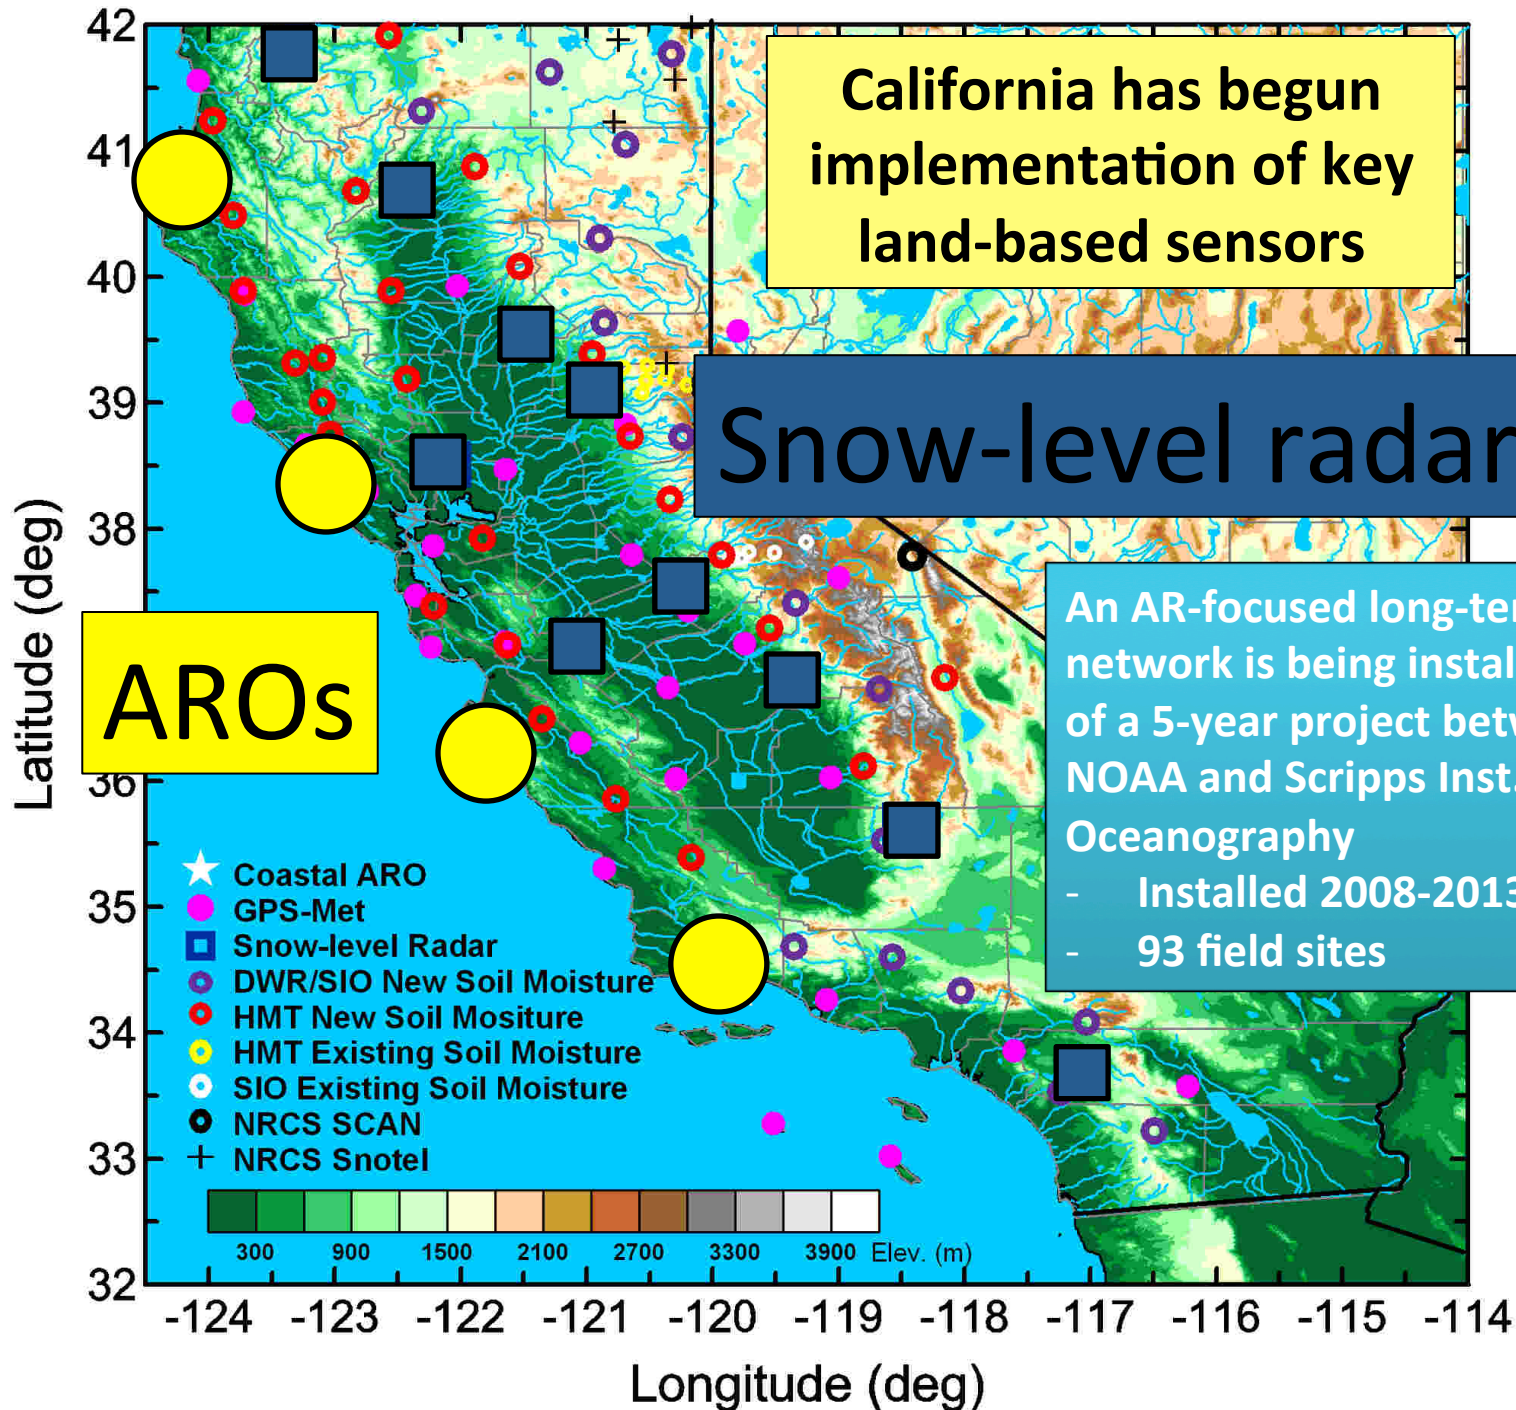 California has begun
implementation of key
land-based sensors
Snow-level radar
An AR-focused long-ter
network is being instal
of a 5-year project betw
NOAA and Scripps Inst.
Oceanography
- Installed 2008-2013
- 93 field sites
AROs
Coastal ARO
GPS-Met
Snow-level Radar
DWR/SIO New Soil Moisture
HMT New Soil Mositure
HMT Existing Soil Moisture
SIO Existing Soil Moisture
NRCS SCAN
NRCS Snotel
300 900 1500 2100 2700 3300 3900 Elev. (m)
Latitude (deg)
42
41
40
39
38
36
35
34
33
32
-124 -123 -122 -121 -120 -119 -118 -117 -116 -115 -114
Longitude (deg)